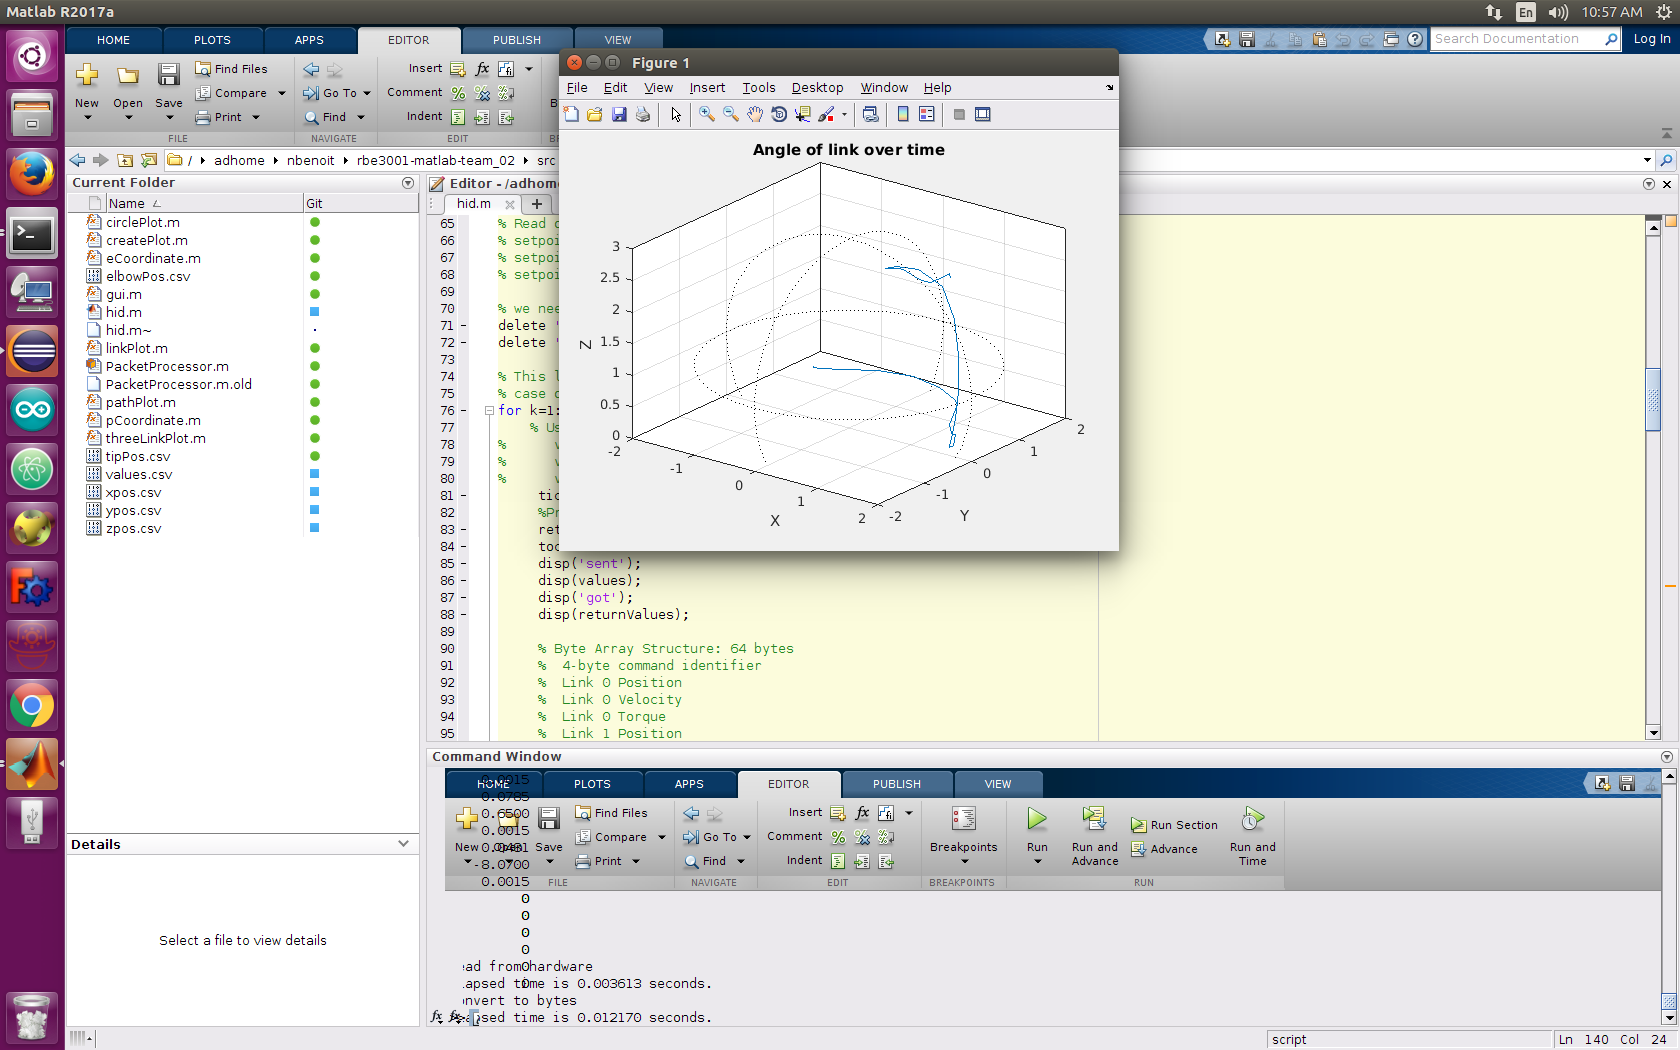 Matlab R2017a
En
10:57 AM
HOME PLOTS APPS EDITOR PUBLISH VIEW
Search Documentation
Log In
New Open Save
Find Files
Compare
Print
FILE
Go To
Find
NAVIGATE
Insert
Comment
Indent
EDIT
/ adhome nbenoit rbe3001-matlab-team_02 src
Current Folder
Name Git
circlePlot.m
createPlot.m
eCoordinate.m
elbowPos.csv
gui.m
hid.m
hid.m~
linkPlot.m
PacketProcessor.m
PacketProcessor.m.old
pathPlot.m
pCoordinate.m
threeLinkPlot.m
tipPos.csv
values.csv
xpos.csv
ypos.csv
zpos.csv
Details
Select a file to view details
Editor - /adhom
hid.m
65 % Read
66 % setpoi
67 % setpoi
68 % setpoi
69
70 % we nee
71 delete '
72 delete '
73
74 % This l
75 % case
76 for k=1:
77 % Us
78 %
79 %
80 %
81 tic
82 %Pr
83 ret
84 toc
85 disp('sent');
86 disp(values);
87 disp('got');
88 disp(returnValues);
89
90 % Byte Array Structure: 64 bytes
91 % 4-byte command identifier
92 % Link 0 Position
93 % Link 0 Velocity
94 % Link 0 Torque
95 % Link 1 Position
Figure 1
File Edit View Insert Tools Desktop Window Help
Angle of link over time
Z
3
2.5
2
1.5
1
0.5
0
-2 -1 0 1 2
X
-2 -1 0 1 2
Y
Command Window
HOME PLOTS APPS EDITOR PUBLISH VIEW
New Open Save
Find Files
Compare
Print
FILE
Go To
Find
NAVIGATE
Insert
Comment
Indent
EDIT
Breakpoints
BREAKPOINTS
Run
Run and Advance
Run Section
Advance
Run and Time
RUN
0.0015
0.0785
0.6500
0.0015
0.0481
-8.0700
0.0015
0
0
0
0
0
0
ead from hardware
lapsed time is 0.003613 seconds.
onvert to bytes
apsed time is 0.012170 seconds.
script
Ln 140 Col 24